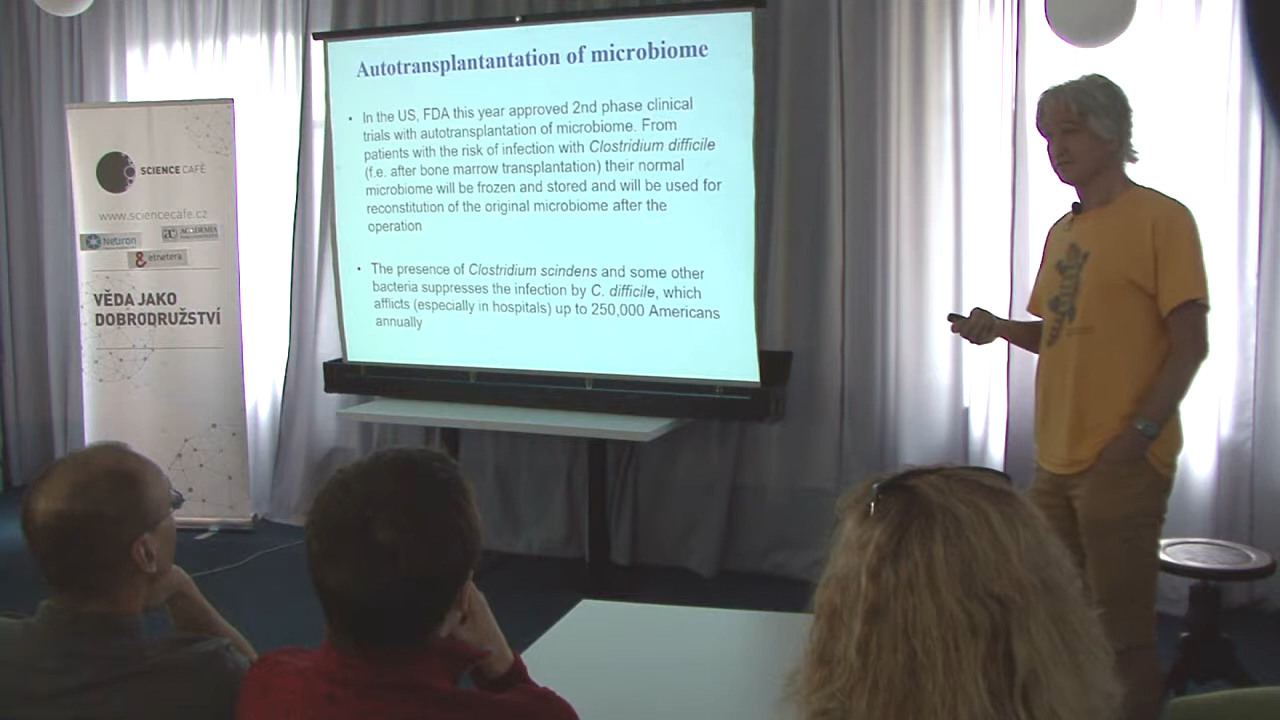 Autotransplantantation of microbiome
• In the US, FDA this year approved 2nd phase clinical
trials with autotransplantation of microbiome. From
patients with the risk of infection with Clostridium difficile
(f.e. after bone marrow transplantation) their normal
microbiome will be frozen and stored and will be used for
reconstitution of the original microbiome after the
operation
• The presence of Clostridium scindens and some other
bacteria suppresses the infection by C. difficile, which
afflicts (especially in hospitals) up to 250,000 Americans
annually
SCIENCE CAFÉ
www.sciencecafe.cz
Netiron
ACADEMIA
etnetera
VĚDA JAKO
DOBRODRUŽSTVÍ